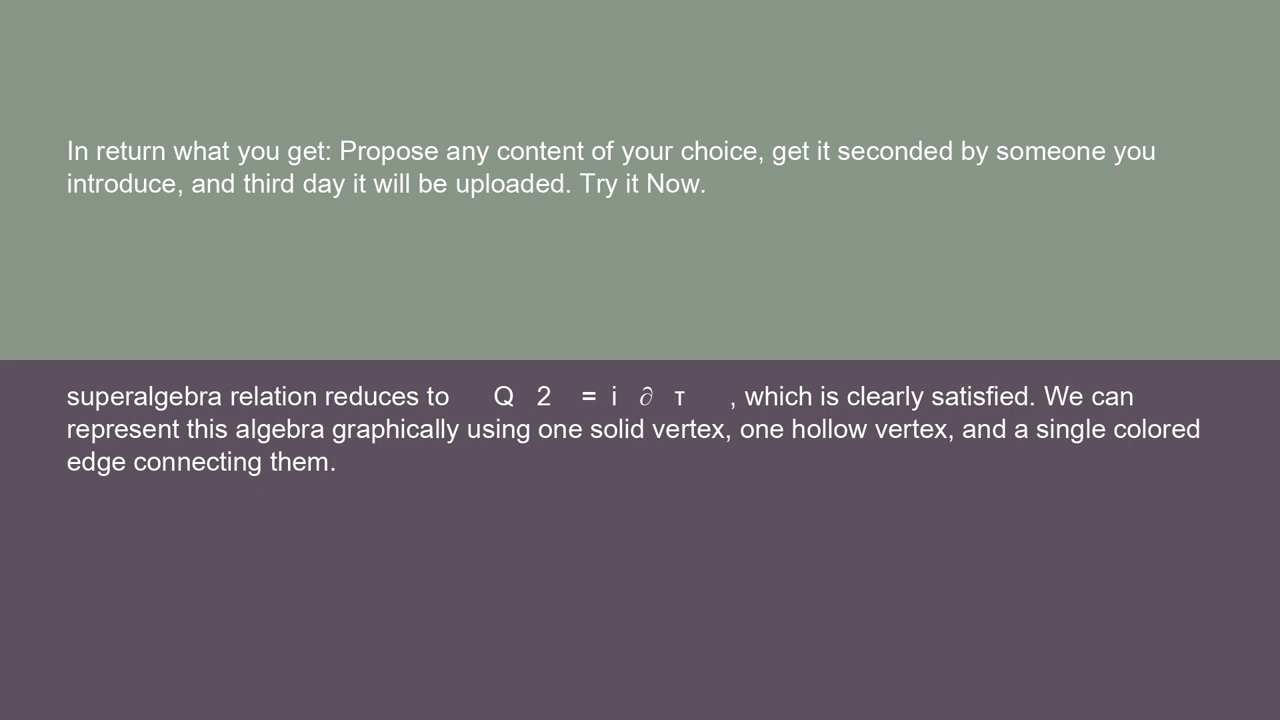 In return what you get: Propose any content of your choice, get it seconded by someone you
introduce, and third day it will be uploaded. Try it Now.
superalgebra relation reduces to Q 2 = i ∂ τ , which is clearly satisfied. We can
represent this algebra graphically using one solid vertex, one hollow vertex, and a single colored
edge connecting them.